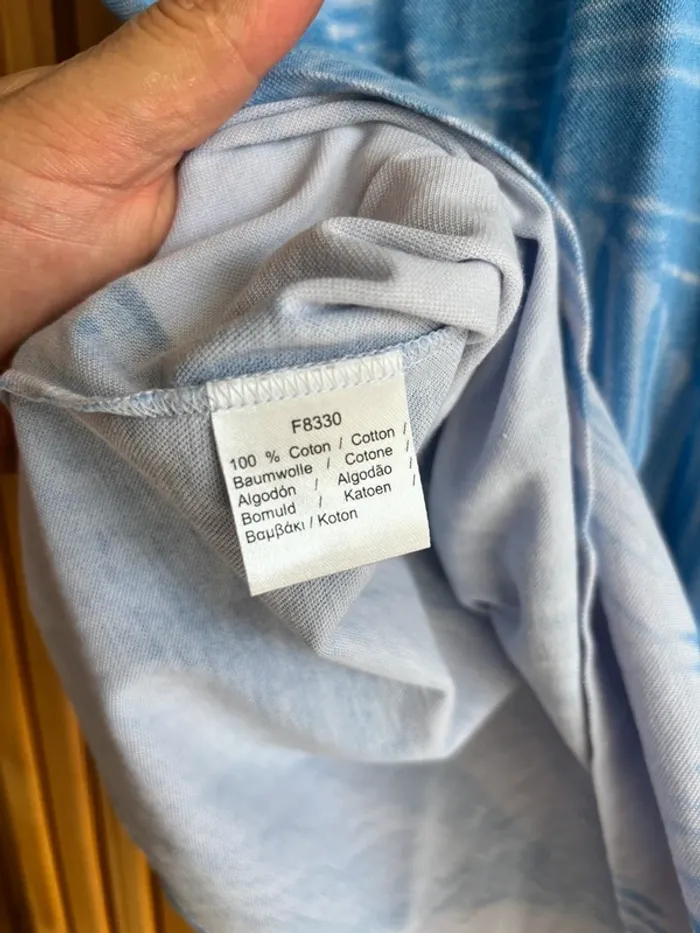 F8330
100 % Coton / Cotton /
Baumwolle / Cotone /
Algodón / Algodão /
Bomuld / Katoen /
Βαμβάκι / Koton